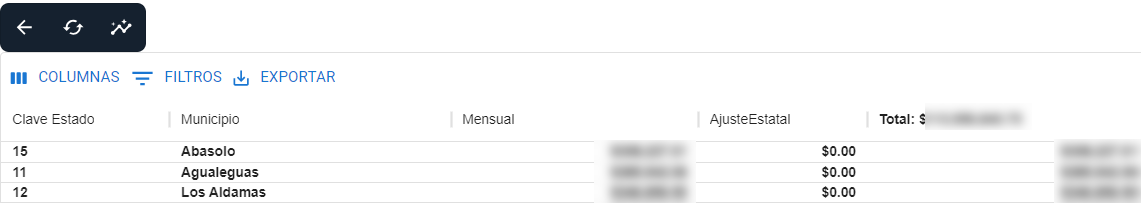 COLUMNAS FILTROS EXPORTAR
Clave Estado Municipio Mensual AjusteEstatal Total: $
15 Abasolo $0.00
11 Agualeguas $0.00
12 Los Aldamas $0.00